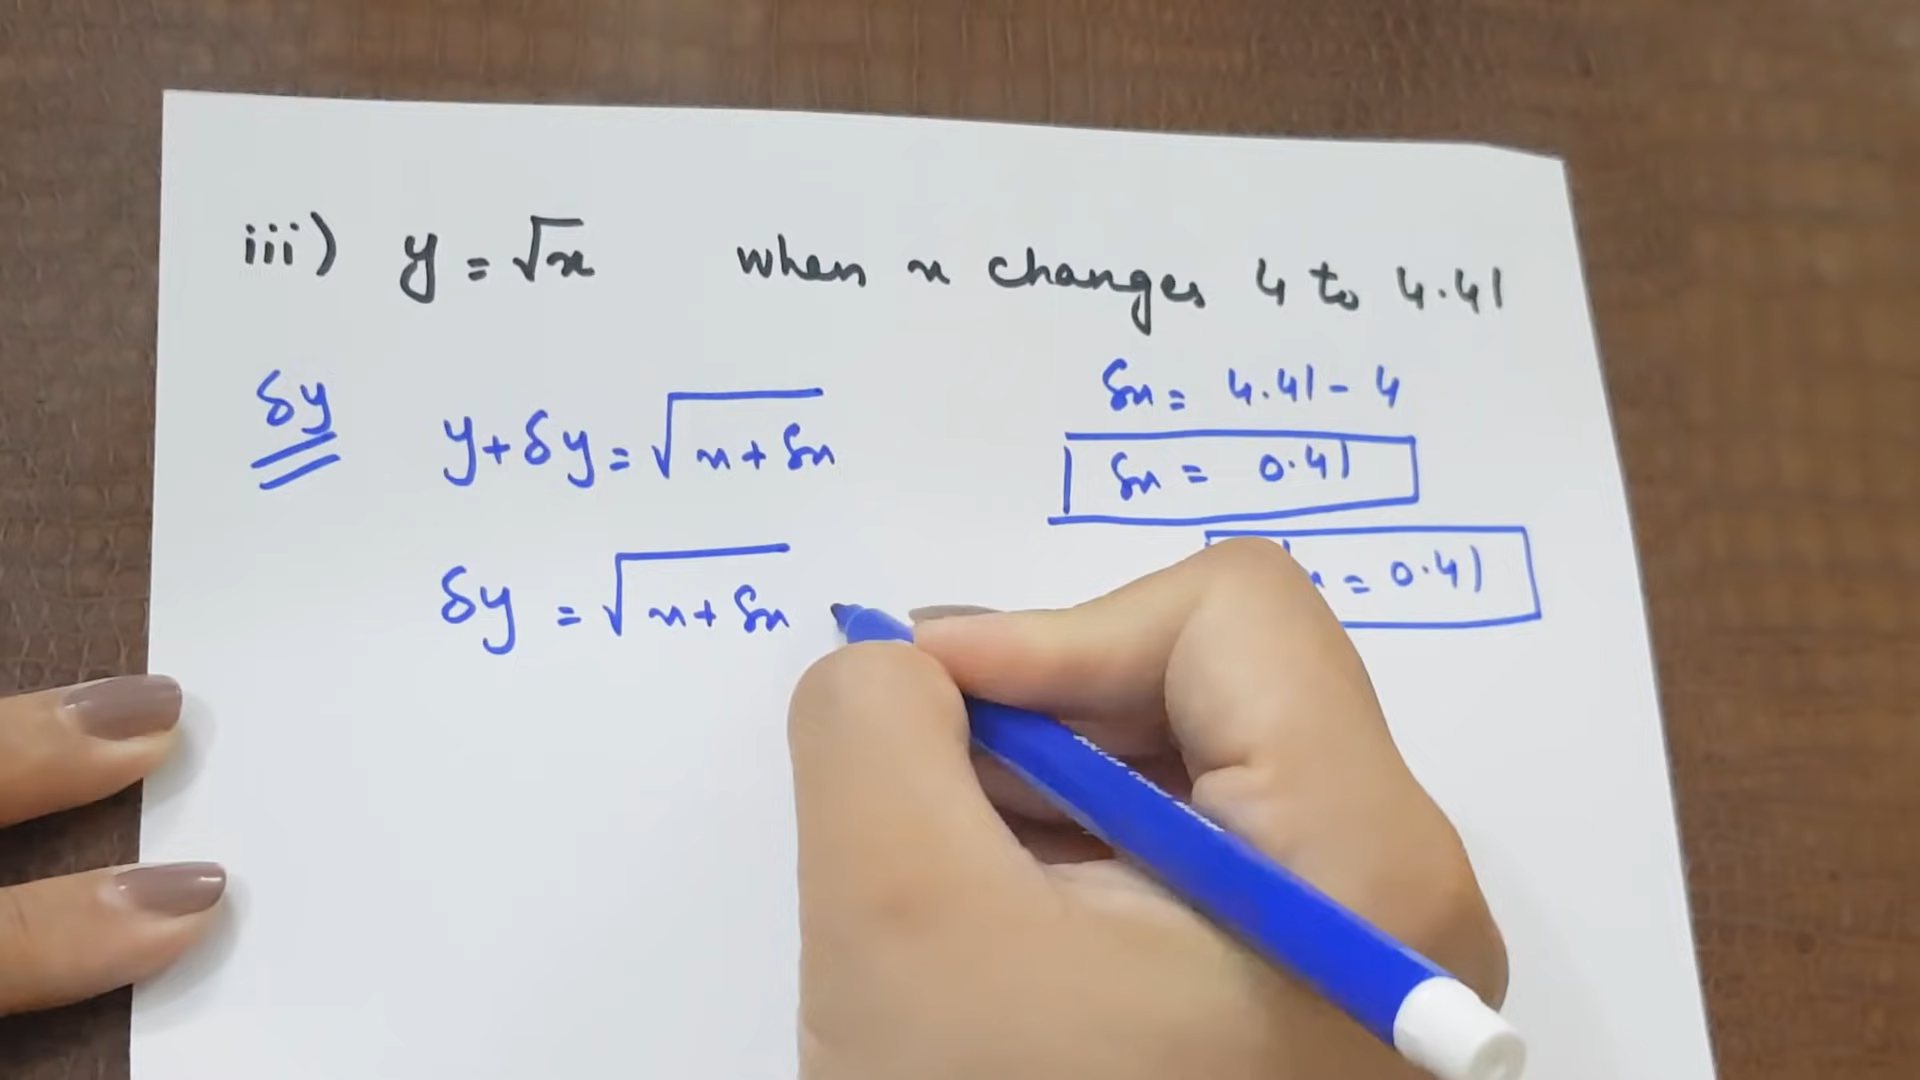 iii) y = √x when x changes 4 to 4.41
δy
y + δy = √x + δx
δx = 4.41 - 4
δx = 0.41
δy = √x + δx
= 0.41